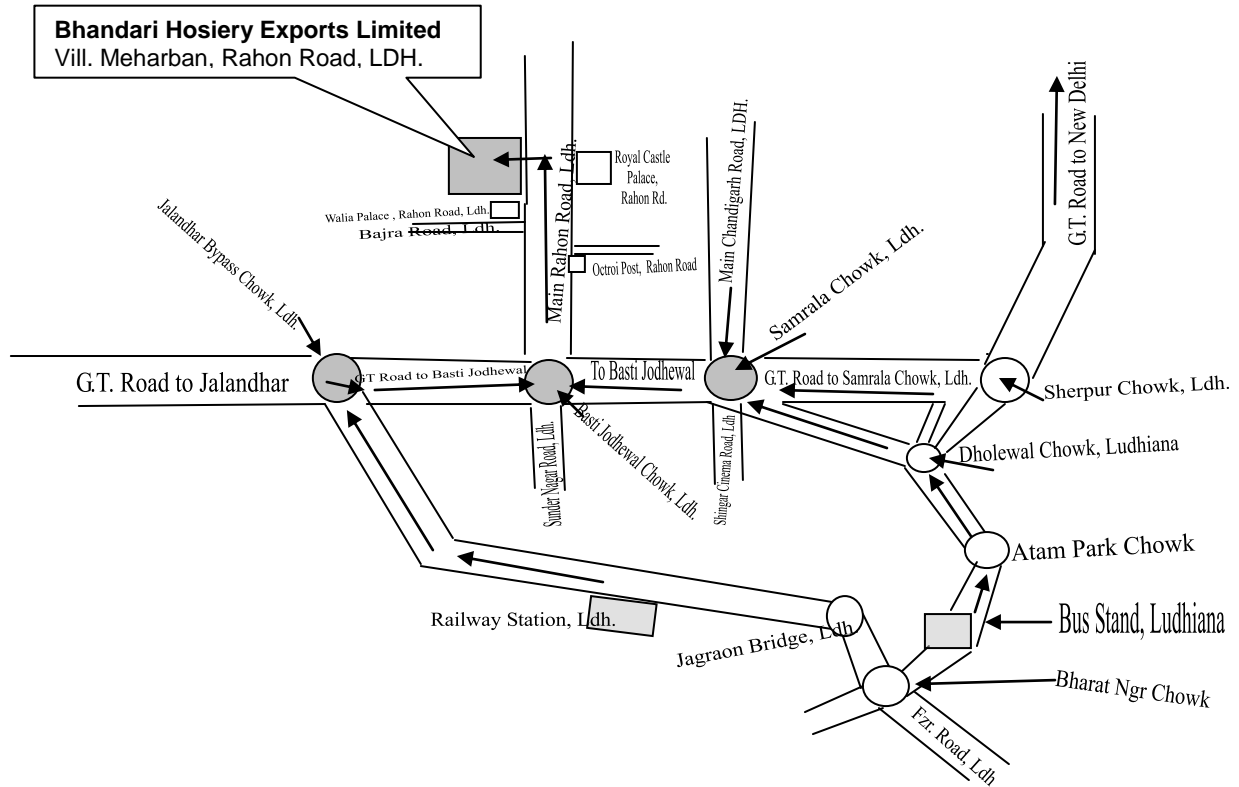 Bhandari Hosiery Exports Limited
Vill. Meharban, Rahon Road, LDH.
G.T. Road to New Delhi
Main Chandigarh Road, LDH.
Main Rahon Road, Ldh.
Royal Castle
Palace,
Rahon Rd.
Walia Palace , Rahon Road, Ldh.
Bajra Road, Ldh.
Jalandhar Bypass Chowk, Ldh.
Octroi Post, Rahon Road
Samrala Chowk, Ldh.
G.T. Road to Jalandhar
GT Road to Basti Jodhewal
To Basti Jodhewal
G.T. Road to Samrala Chowk, Ldh.
Sherpur Chowk, Ldh.
Sunder Nagar Road, Ldh.
Basti Jodhewal Chowk, Ldh.
Shingar Cinema Road, Ldh
Dholewal Chowk, Ludhiana
Atam Park Chowk
Railway Station, Ldh.
Jagraon Bridge, Ldh
Bus Stand, Ludhiana
Bharat Ngr Chowk
Fzr. Road, Ldh